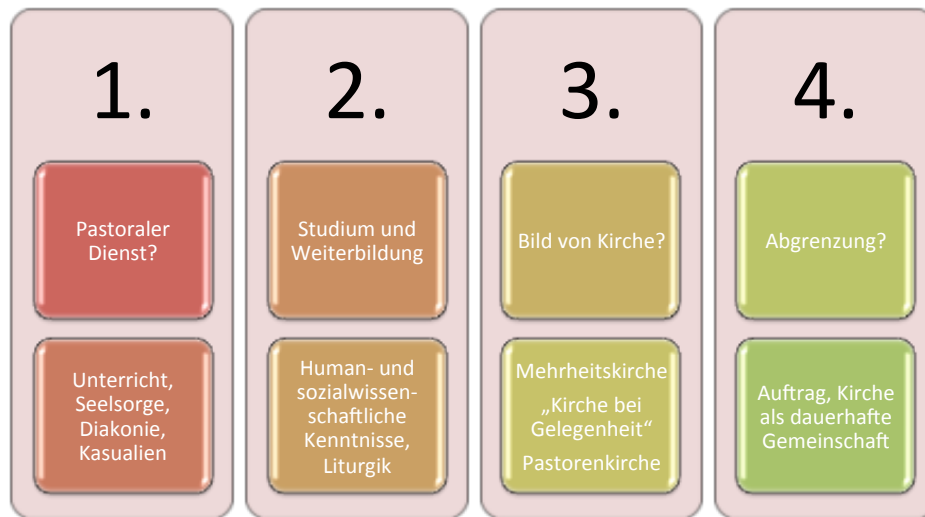 1.
Pastoraler
Dienst?
Unterricht,
Seelsorge,
Diakonie,
Kasualien
2.
Studium und
Weiterbildung
Human- und
sozialwissen-
schaftliche
Kenntnisse,
Liturgik
3.
Bild von Kirche?
Mehrheitskirche
„Kirche bei
Gelegenheit“
Pastorenkirche
4.
Abgrenzung?
Auftrag, Kirche
als dauerhafte
Gemeinschaft